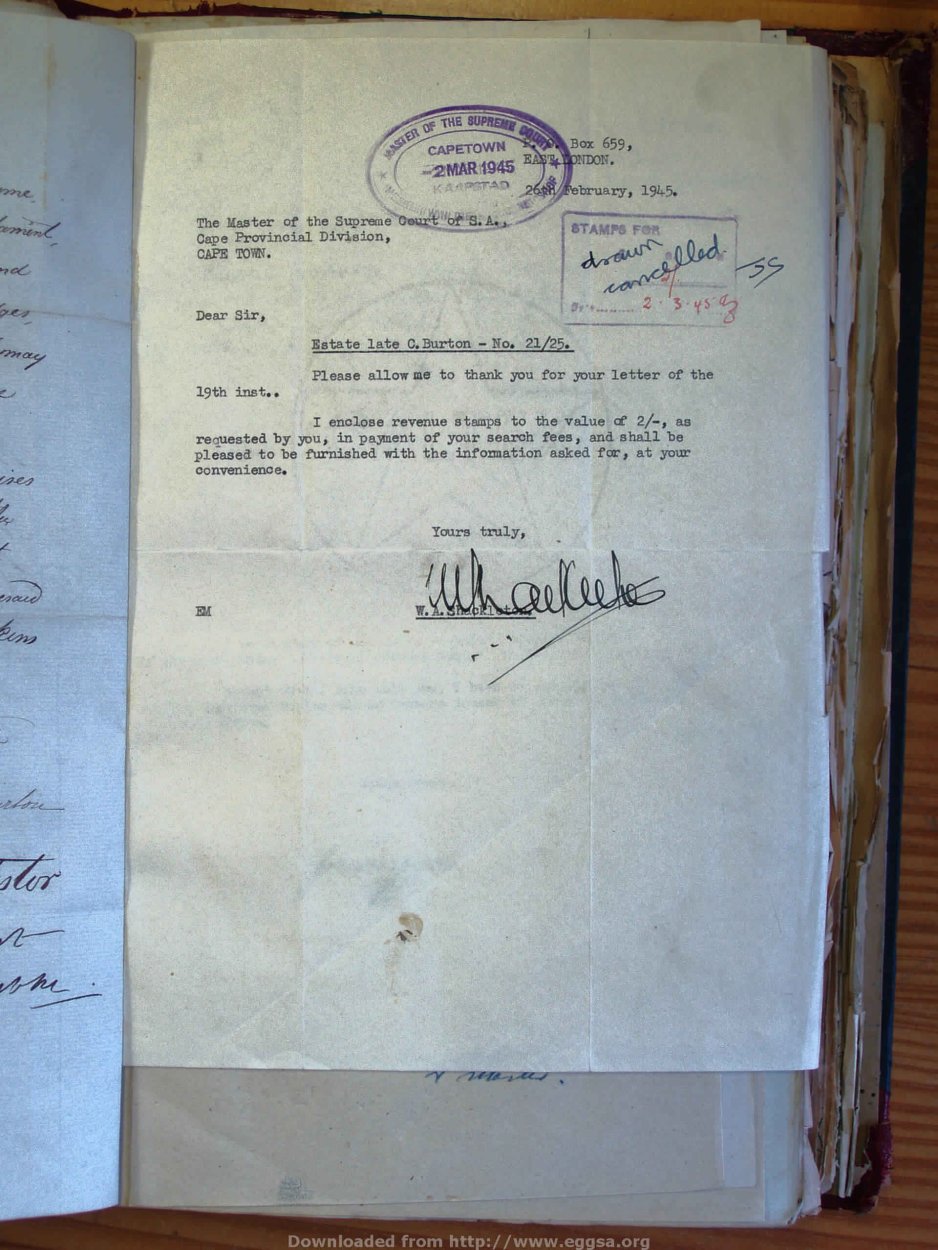 MASTER OF THE SUPREME COURT
CAPETOWN
-2 MAR 1945
KAAPSTAD
P. O. Box 659,
EAST LONDON.
26th February, 1945.
The Master of the Supreme Court of S.A.,
Cape Provincial Division,
CAPE TOWN.
STAMPS FOR
drawn
cancelled.
2/-
2.3.45
Dear Sir,
Estate late C.Burton - No. 21/25.
Please allow me to thank you for your letter of the
19th inst..
I enclose revenue stamps to the value of 2/-, as
requested by you, in payment of your search fees, and shall be
pleased to be furnished with the information asked for, at your
convenience.
Yours truly,
EM
W.A.Shackleton.
Downloaded from http://www.eggsa.org